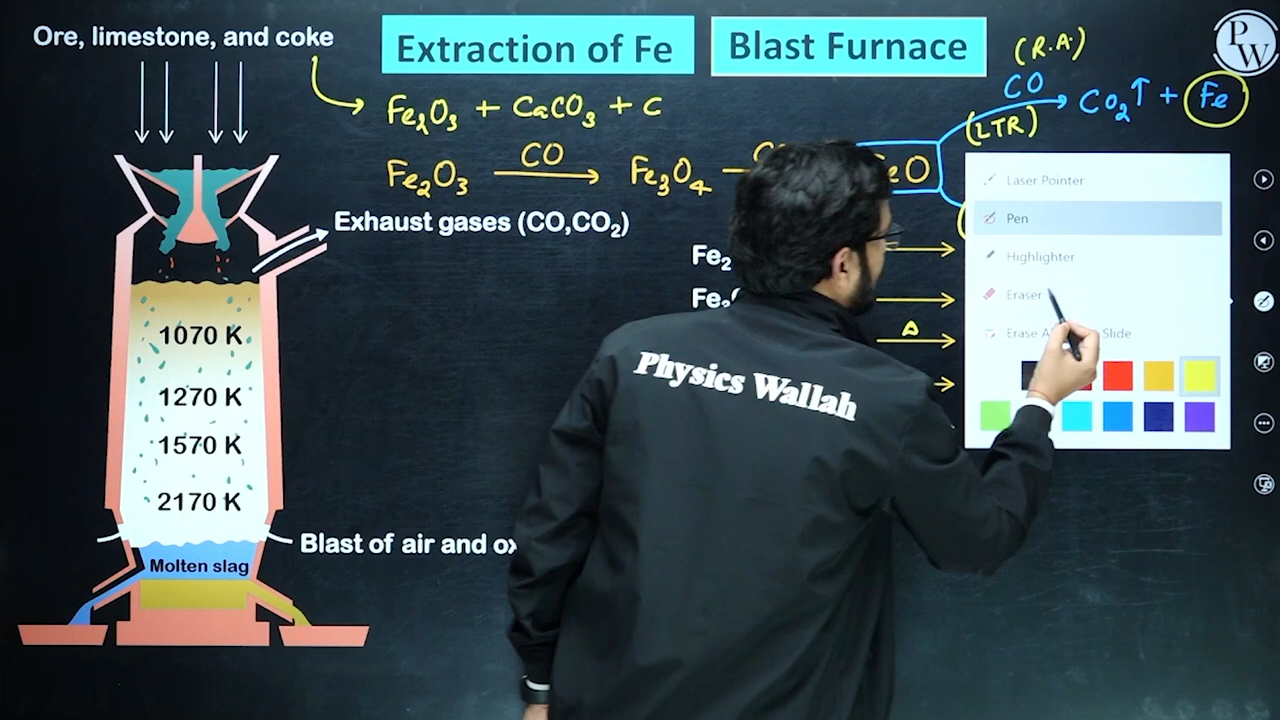 Ore, limestone, and coke
Extraction of Fe
Blast Furnace
P
W
(R.A.)
CO
CO₂↑ + Fe
(LTR)
Fe₂O₃ + CaCO₃ + C
Fe₂O₃ —CO→ Fe₃O₄
eO
Exhaust gases (CO,CO₂)
Fe₂
Δ
Laser Pointer
Pen
Highlighter
Eraser
Erase A Slide
1070 K
1270 K
1570 K
2170 K
Blast of air and ox
Molten slag
Physics Wallah